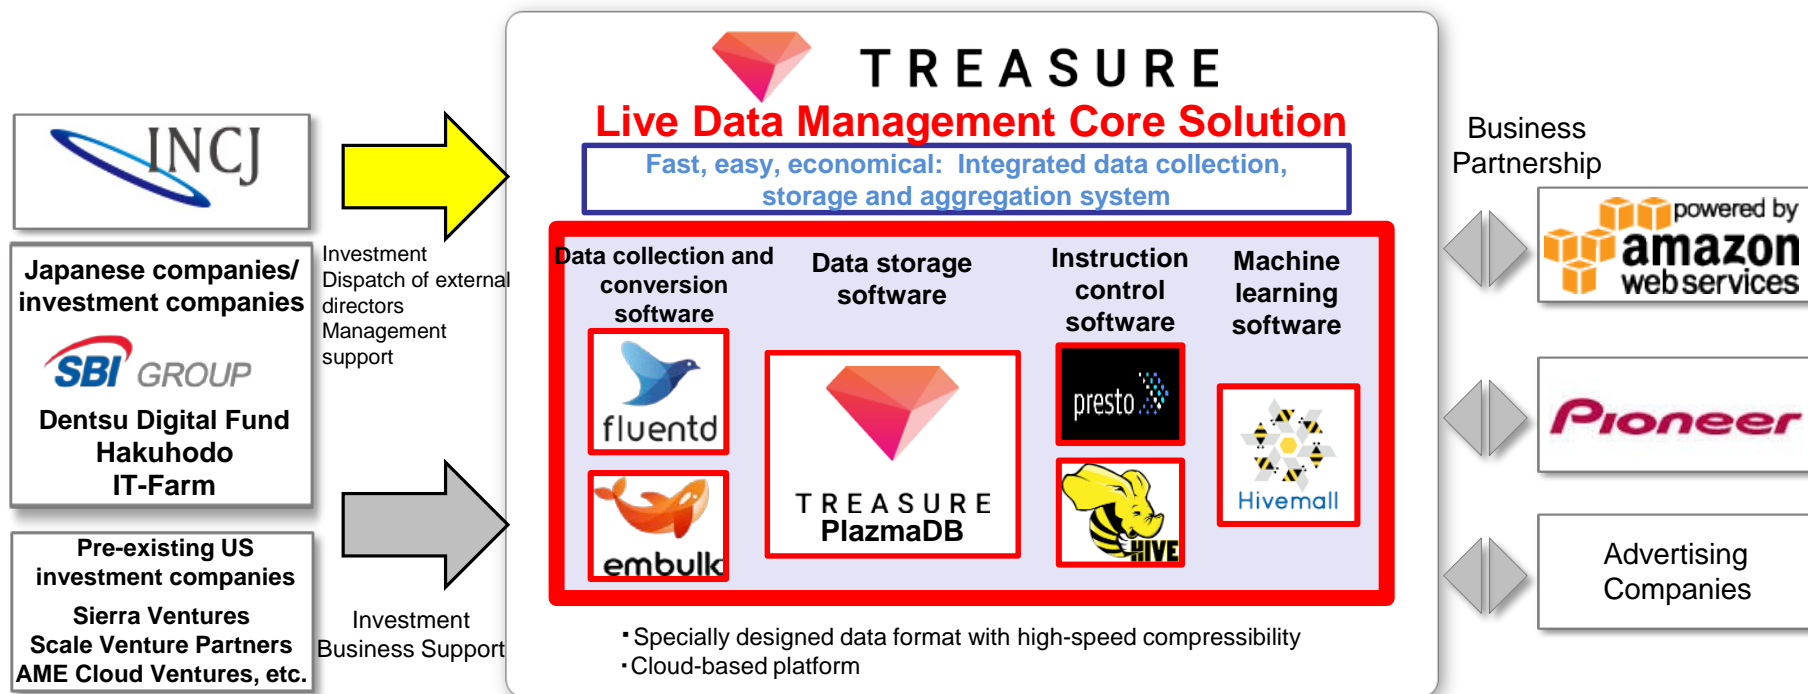 INCJ
Japanese companies/
investment companies
SBI GROUP
Dentsu Digital Fund
Hakuhodo
IT-Farm
Pre-existing US
investment companies
Sierra Ventures
Scale Venture Partners
AME Cloud Ventures, etc.
Investment
Dispatch of external
directors
Management
support
Investment
Business Support
TREASURE
Live Data Management Core Solution
Fast, easy, economical: Integrated data collection,
storage and aggregation system
Data collection and
conversion
software
fluentd
embulk
Data storage
software
TREASURE
PlazmaDB
Instruction
control
software
presto
HIVE
Machine
learning
software
Hivemall
・Specially designed data format with high-speed compressibility
・Cloud-based platform
Business
Partnership
powered by
amazon
web services
Pioneer
Advertising
Companies